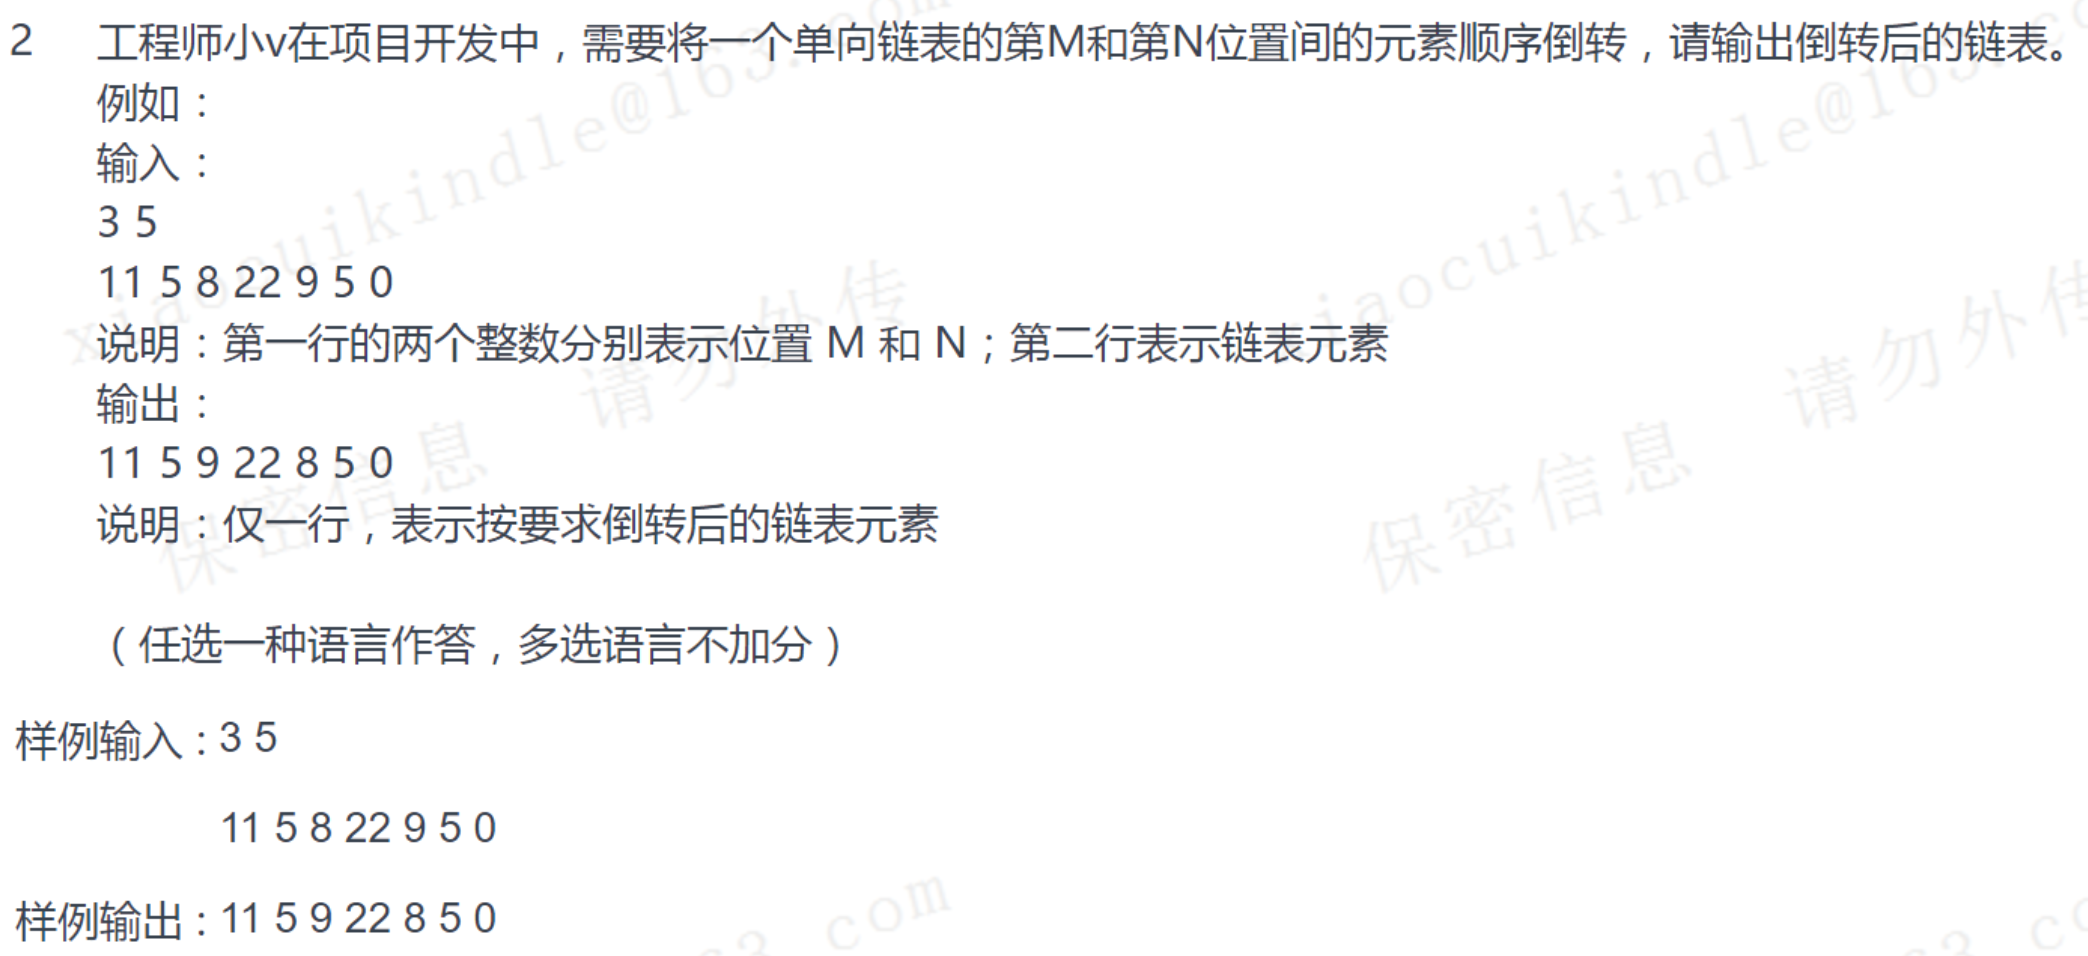 2 工程师小v在项目开发中，需要将一个单向链表的第M和第N位置间的元素顺序倒转，请输出倒转后的链表。
例如：
输入：
3 5
11 5 8 22 9 5 0
说明：第一行的两个整数分别表示位置 M 和 N；第二行表示链表元素
输出：
11 5 9 22 8 5 0
说明：仅一行，表示按要求倒转后的链表元素
（任选一种语言作答，多选语言不加分）
样例输入：3 5
11 5 8 22 9 5 0
样例输出：11 5 9 22 8 5 0
xiaocuikindle@163.com
保密信息 请勿外传
xiaocuikindle@163.co
保密信息 请勿外传
63.com
63.co